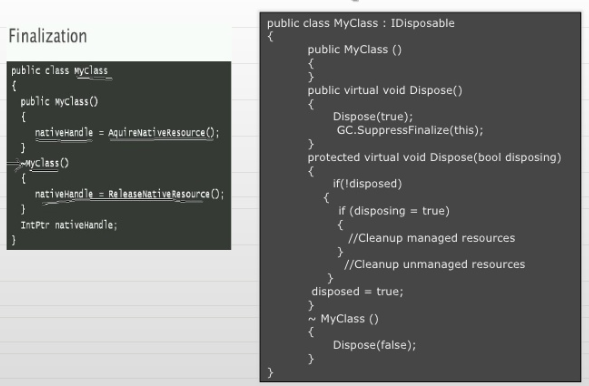 Finalization
public class MyClass
{
public MyClass()
{
nativeHandle = AquireNativeResource();
}
~MyClass()
{
nativeHandle = ReleaseNativeResource();
}
IntPtr nativeHandle;
}
public class MyClass : IDisposable
{
public MyClass ()
{
}
public virtual void Dispose()
{
Dispose(true);
GC.SuppressFinalize(this);
}
protected virtual void Dispose(bool disposing)
{
if(!disposed)
{
if (disposing = true)
{
//Cleanup managed resources
}
//Cleanup unmanaged resources
}
disposed = true;
}
~ MyClass ()
{
Dispose(false);
}
}